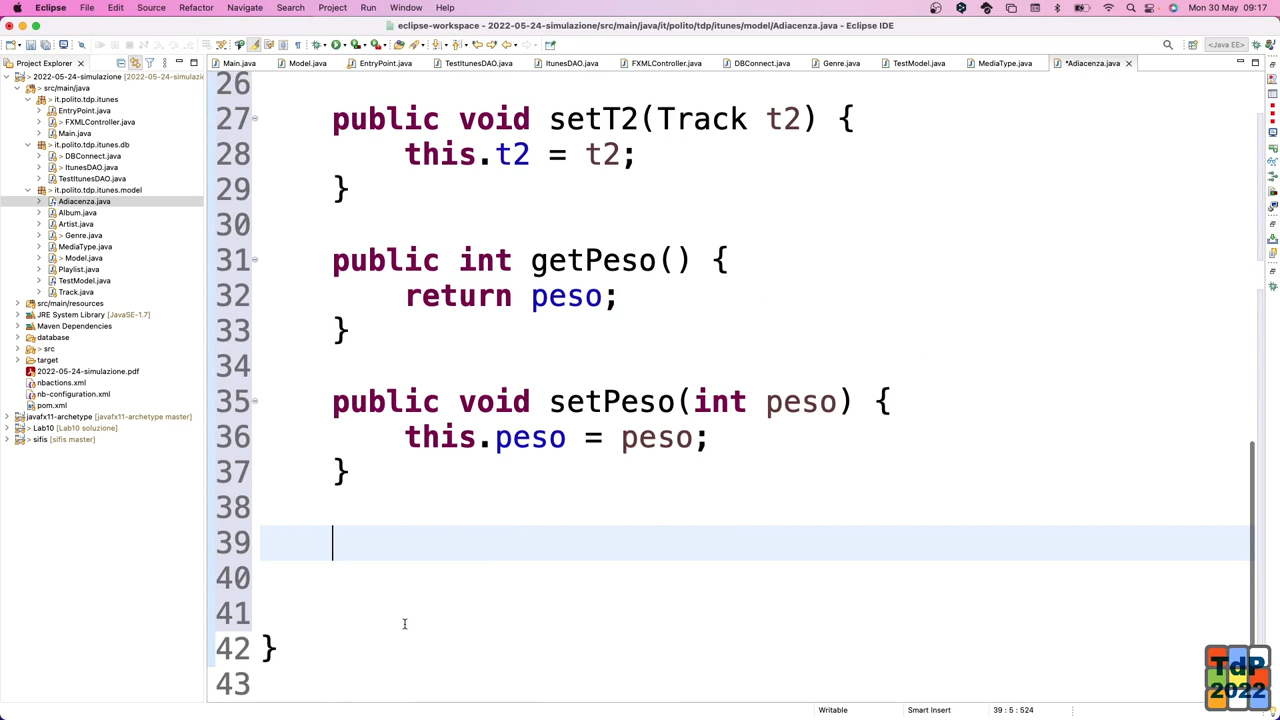 Eclipse File Edit Source Refactor Navigate Search Project Run Window Help Mon 30 May 09:17
eclipse-workspace - 2022-05-24-simulazione/src/main/java/it/polito/tdp/itunes/model/Adiacenza.java - Eclipse IDE
<Java EE>
Project Explorer
Main.java Model.java EntryPoint.java TestItunesDAO.java ItunesDAO.java FXMLController.java DBConnect.java Genre.java TestModel.java MediaType.java *Adiacenza.java
> 2022-05-24-simulazione [2022-05-24-simulazi
> src/main/java
> it.polito.tdp.itunes
> EntryPoint.java
> FXMLController.java
Main.java
> it.polito.tdp.itunes.db
> DBConnect.java
> ItunesDAO.java
> TestItunesDAO.java
> it.polito.tdp.itunes.model
Adiacenza.java
Album.java
Artist.java
> Genre.java
MediaType.java
> Model.java
Playlist.java
TestModel.java
Track.java
src/main/resources
JRE System Library [JavaSE-1.7]
Maven Dependencies
database
> src
target
2022-05-24-simulazione.pdf
nbactions.xml
nb-configuration.xml
pom.xml
javafx11-archetype [javafx11-archetype master]
> Lab10 [Lab10 soluzione]
> sifis [sifis master]
26
27 public void setT2(Track t2) {
28 this.t2 = t2;
29 }
30
31 public int getPeso() {
32 return peso;
33 }
34
35 public void setPeso(int peso) {
36 this.peso = peso;
37 }
38
39
40
41
42 }
43
Writable Smart Insert 39 : 5 : 524
TdP
2022